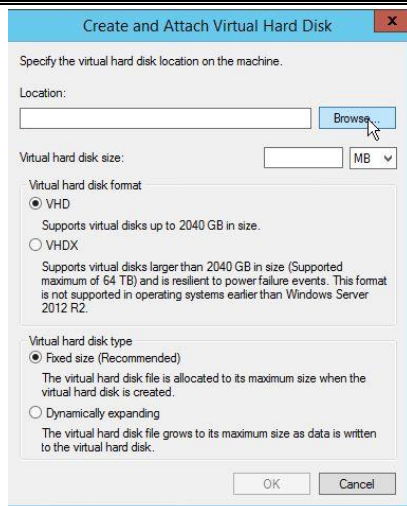 Create and Attach Virtual Hard Disk
x
Specify the virtual hard disk location on the machine.
Location:
Browse...
Virtual hard disk size:
MB
Virtual hard disk format
VHD
Supports virtual disks up to 2040 GB in size.
VHDX
Supports virtual disks larger than 2040 GB in size (Supported
maximum of 64 TB) and is resilient to power failure events. This format
is not supported in operating systems earlier than Windows Server
2012 R2.
Virtual hard disk type
Fixed size (Recommended)
The virtual hard disk file is allocated to its maximum size when the
virtual hard disk is created.
Dynamically expanding
The virtual hard disk file grows to its maximum size as data is written
to the virtual hard disk.
OK
Cancel